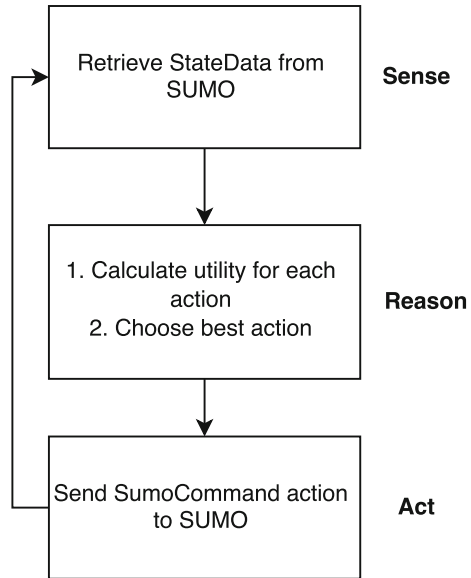 Retrieve StateData from
SUMO
Sense
1. Calculate utility for each
action
2. Choose best action
Reason
Send SumoCommand action
to SUMO
Act